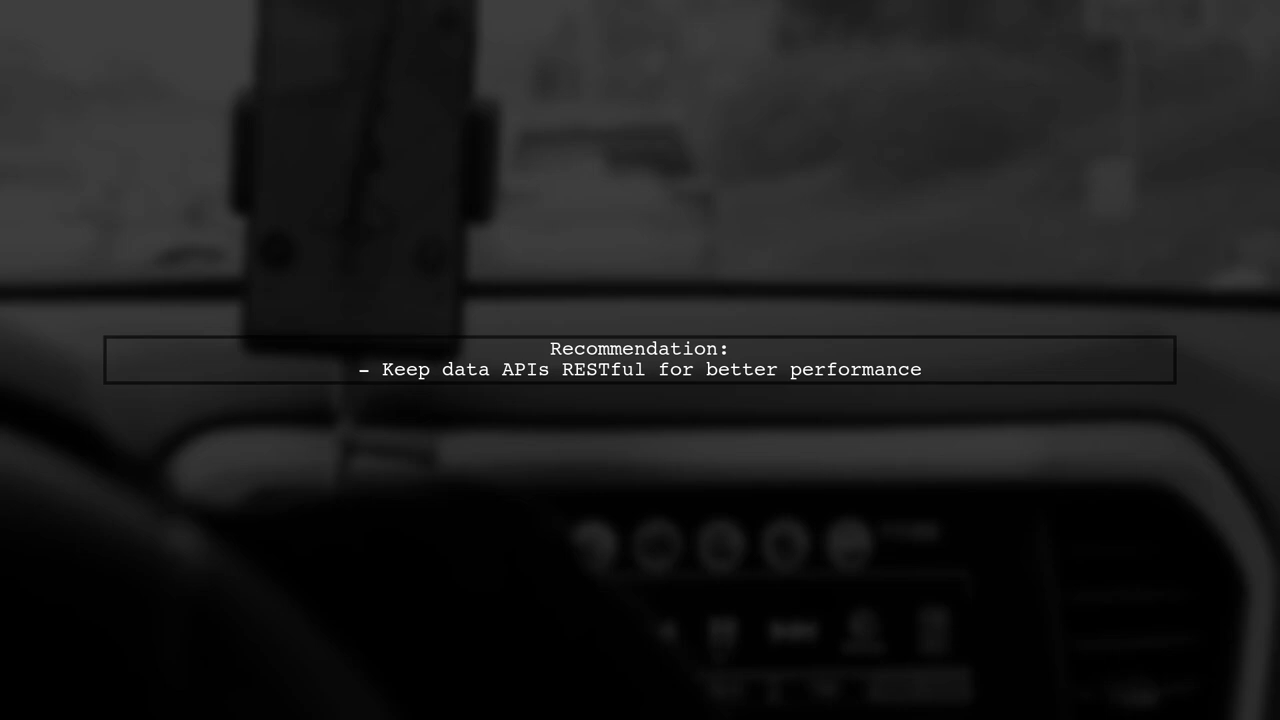 Recommendation:
- Keep data APIs RESTful for better performance